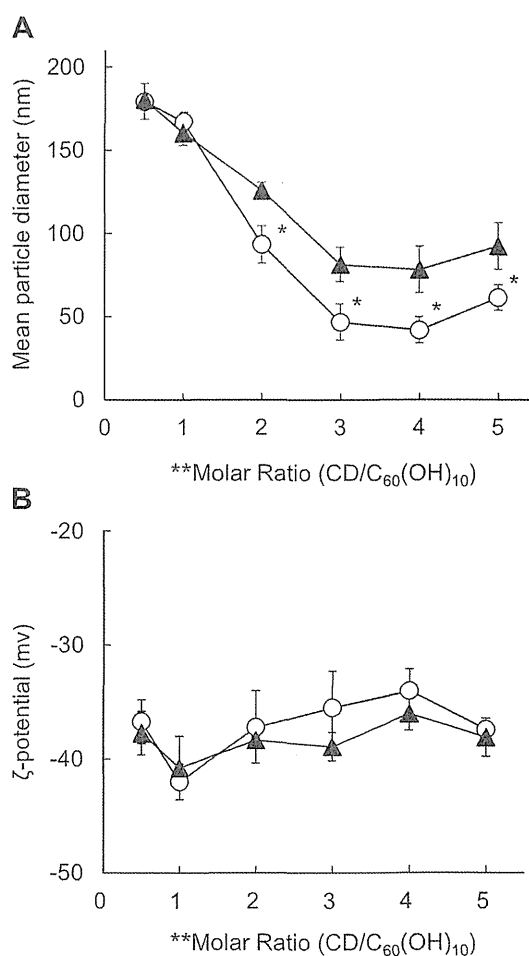 A
Mean particle diameter (nm)
200
150
100
50
0
*
*
*
*
0 1 2 3 4 5
**Molar Ratio (CD/C₆₀(OH)₁₀)
B
ζ-potential (mv)
-20
-30
-40
-50
0 1 2 3 4 5
**Molar Ratio (CD/C₆₀(OH)₁₀)